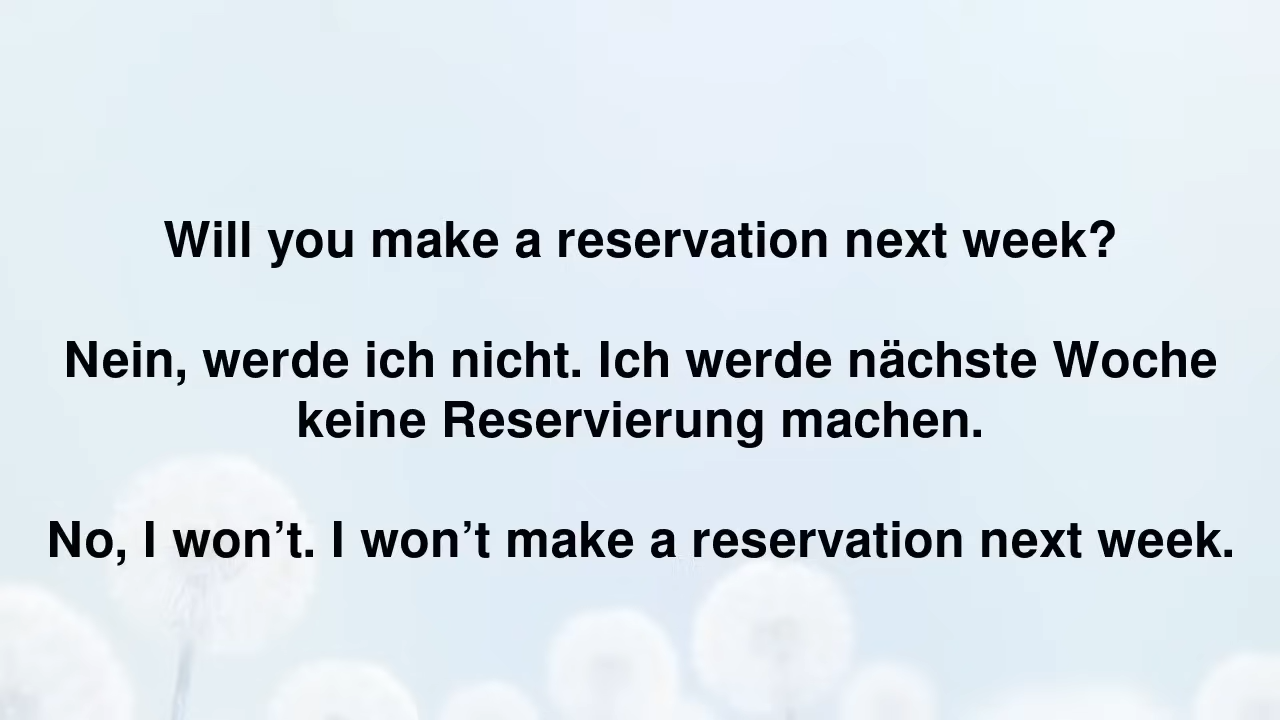 Will you make a reservation next week?
Nein, werde ich nicht. Ich werde nächste Woche
keine Reservierung machen.
No, I won’t. I won’t make a reservation next week.